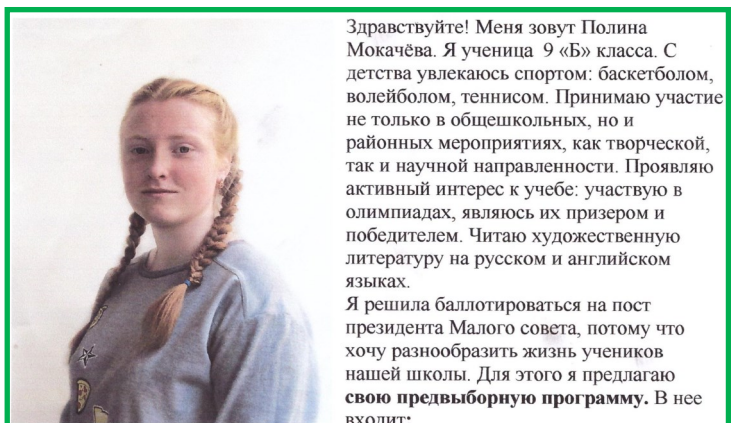 Здравствуйте! Меня зовут Полина
Мокачёва. Я ученица 9 «Б» класса. С
детства увлекаюсь спортом: баскетболом,
волейболом, теннисом. Принимаю участие
не только в общешкольных, но и
районных мероприятиях, как творческой,
так и научной направленности. Проявляю
активный интерес к учебе: участвую в
олимпиадах, являюсь их призером и
победителем. Читаю художественную
литературу на русском и английском
языках.
Я решила баллотироваться на пост
президента Малого совета, потому что
хочу разнообразить жизнь учеников
нашей школы. Для этого я предлагаю
свою предвыборную программу. В нее
входит: